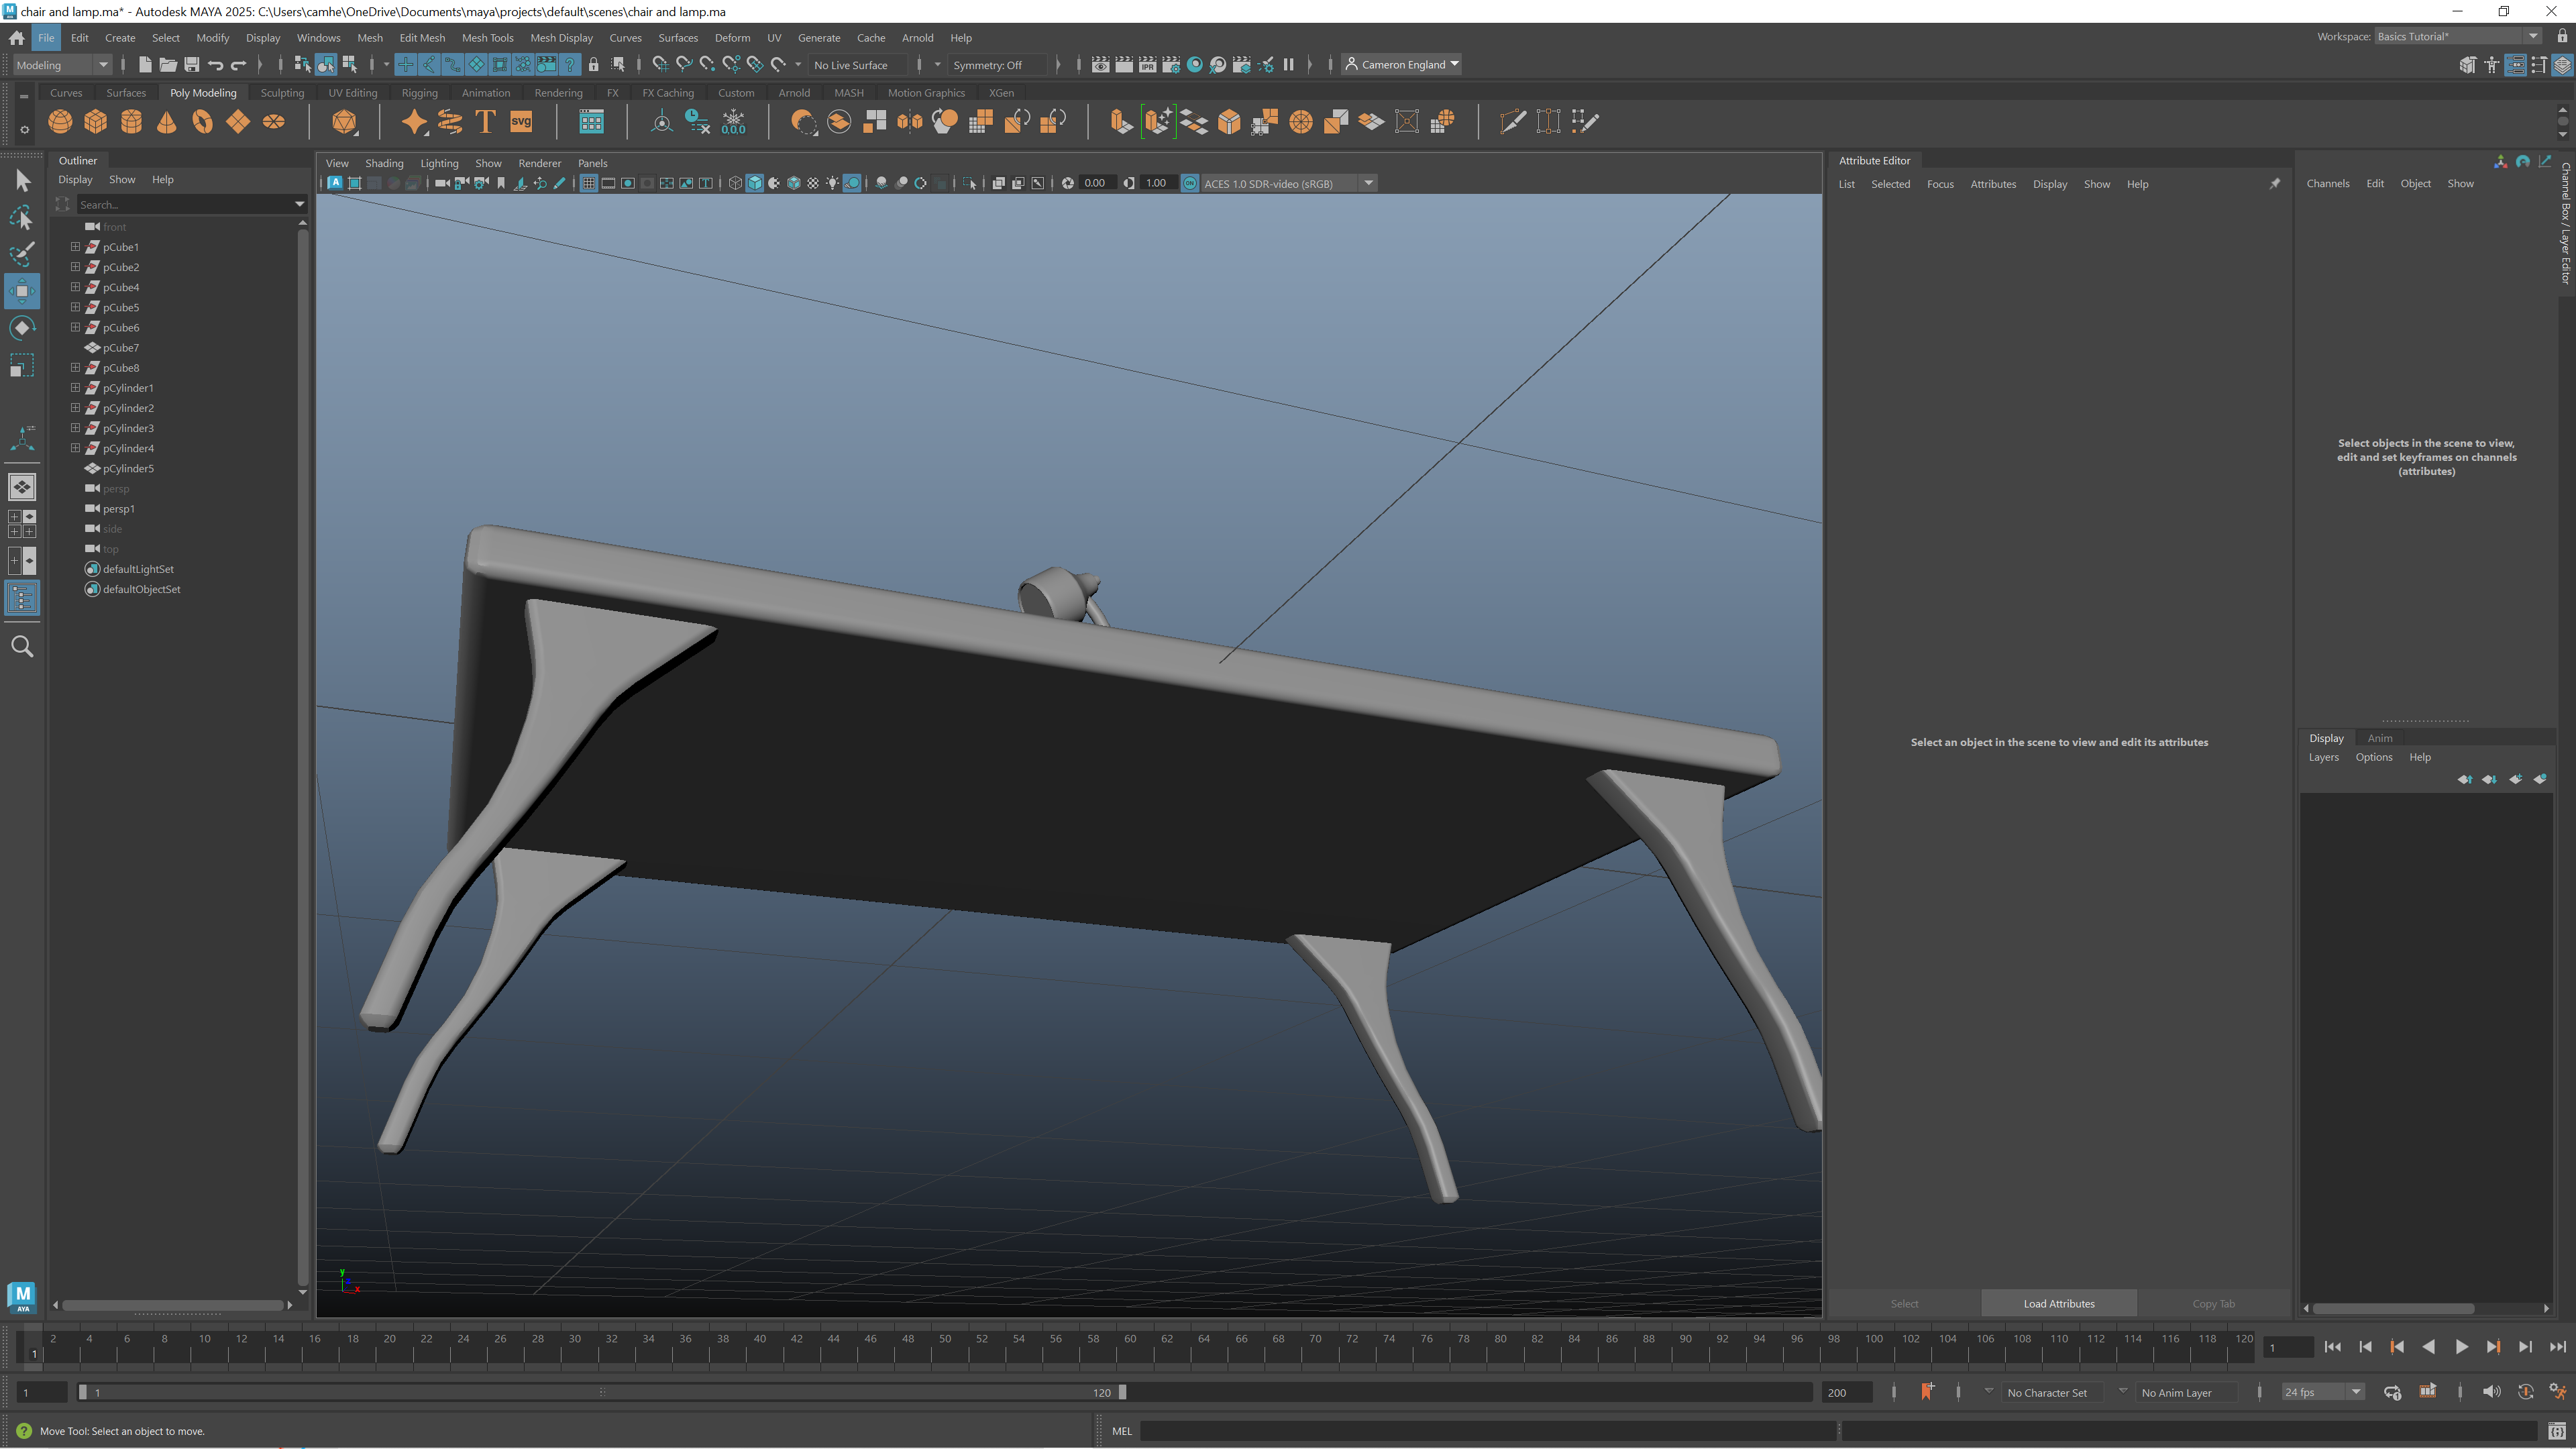 chair and lamp.ma* - Autodesk MAYA 2025: C:\Users\camhe\OneDrive\Documents\maya\projects\default\scenes\chair and lamp.ma
File Edit Create Select Modify Display Windows Mesh Edit Mesh Mesh Tools Mesh Display Curves Surfaces Deform UV Generate Cache Arnold Help
Workspace: Basics Tutorial*
Modeling
No Live Surface
Symmetry: Off
IPR
Cameron England
Curves Surfaces Poly Modeling Sculpting UV Editing Rigging Animation Rendering FX FX Caching Custom Arnold MASH Motion Graphics XGen
T
SVG
0,0,0
Outliner
Display Show Help
Search...
front
pCube1
pCube2
pCube4
pCube5
pCube6
pCube7
pCube8
pCylinder1
pCylinder2
pCylinder3
pCylinder4
pCylinder5
persp
persp1
side
top
defaultLightSet
defaultObjectSet
View Shading Lighting Show Renderer Panels
0.00
1.00
ON
ACES 1.0 SDR-video (sRGB)
y
x
Attribute Editor
List Selected Focus Attributes Display Show Help
Select an object in the scene to view and edit its attributes
Select
Load Attributes
Copy Tab
Channels Edit Object Show
Channel Box / Layer Editor
Select objects in the scene to view,
edit and set keyframes on channels
(attributes)
Display Anim
Layers Options Help
M
AYA
2 4 6 8 10 12 14 16 18 20 22 24 26 28 30 32 34 36 38 40 42 44 46 48 50 52 54 56 58 60 62 64 66 68 70 72 74 76 78 80 82 84 86 88 90 92 94 96 98 100 102 104 106 108 110 112 114 116 118 120
1
1
1
1
120
200
No Character Set
No Anim Layer
24 fps
Move Tool: Select an object to move.
MEL